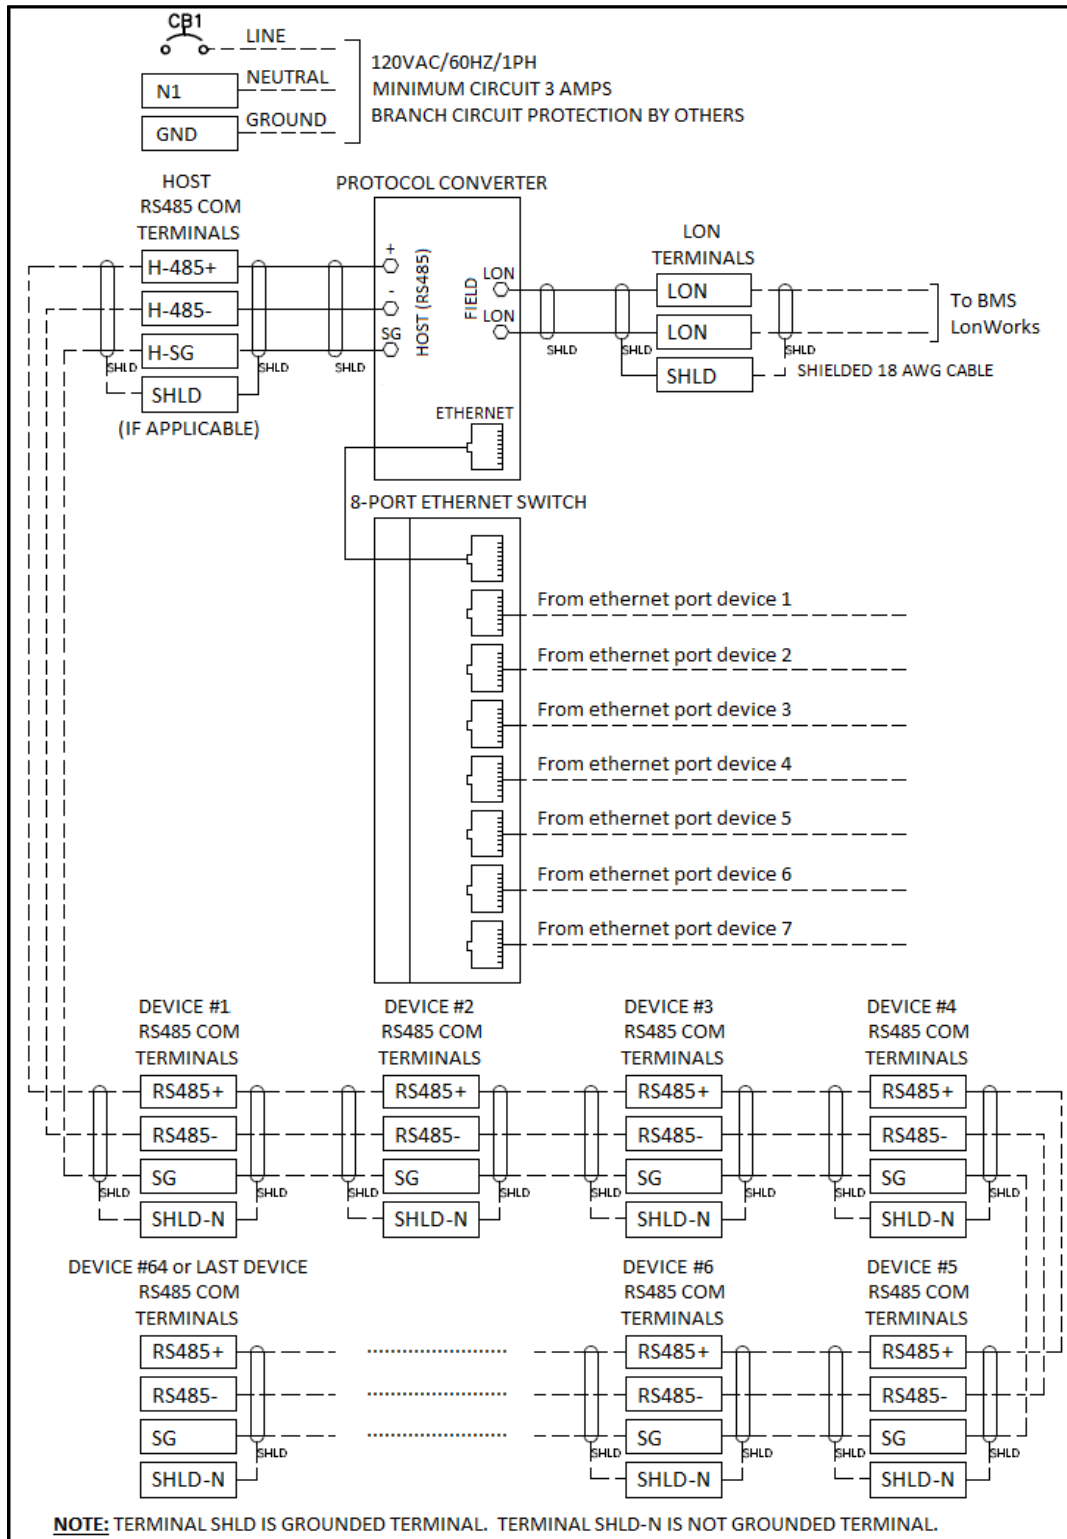 CB1
LINE
N1
NEUTRAL
GND
GROUND
120VAC/60HZ/1PH
MINIMUM CIRCUIT 3 AMPS
BRANCH CIRCUIT PROTECTION BY OTHERS
HOST
RS485 COM
TERMINALS
H-485+
H-485-
H-SG
SHLD
(IF APPLICABLE)
SHLD
SHLD
SHLD
PROTOCOL CONVERTER
+
-
SG
HOST (RS485)
FIELD
LON
LON
ETHERNET
SHLD
SHLD
LON
TERMINALS
LON
LON
SHLD
SHLD
To BMS
LonWorks
SHIELDED 18 AWG CABLE
8-PORT ETHERNET SWITCH
From ethernet port device 1
From ethernet port device 2
From ethernet port device 3
From ethernet port device 4
From ethernet port device 5
From ethernet port device 6
From ethernet port device 7
DEVICE #1
RS485 COM
TERMINALS
RS485+
RS485-
SG
SHLD-N
SHLD
SHLD
DEVICE #2
RS485 COM
TERMINALS
RS485+
RS485-
SG
SHLD-N
SHLD
SHLD
DEVICE #3
RS485 COM
TERMINALS
RS485+
RS485-
SG
SHLD-N
SHLD
SHLD
DEVICE #4
RS485 COM
TERMINALS
RS485+
RS485-
SG
SHLD-N
SHLD
SHLD
DEVICE #64 or LAST DEVICE
RS485 COM
TERMINALS
RS485+
RS485-
SG
SHLD-N
SHLD
DEVICE #6
RS485 COM
TERMINALS
RS485+
RS485-
SG
SHLD-N
SHLD
SHLD
DEVICE #5
RS485 COM
TERMINALS
RS485+
RS485-
SG
SHLD-N
SHLD
SHLD
NOTE: TERMINAL SHLD IS GROUNDED TERMINAL. TERMINAL SHLD-N IS NOT GROUNDED TERMINAL.